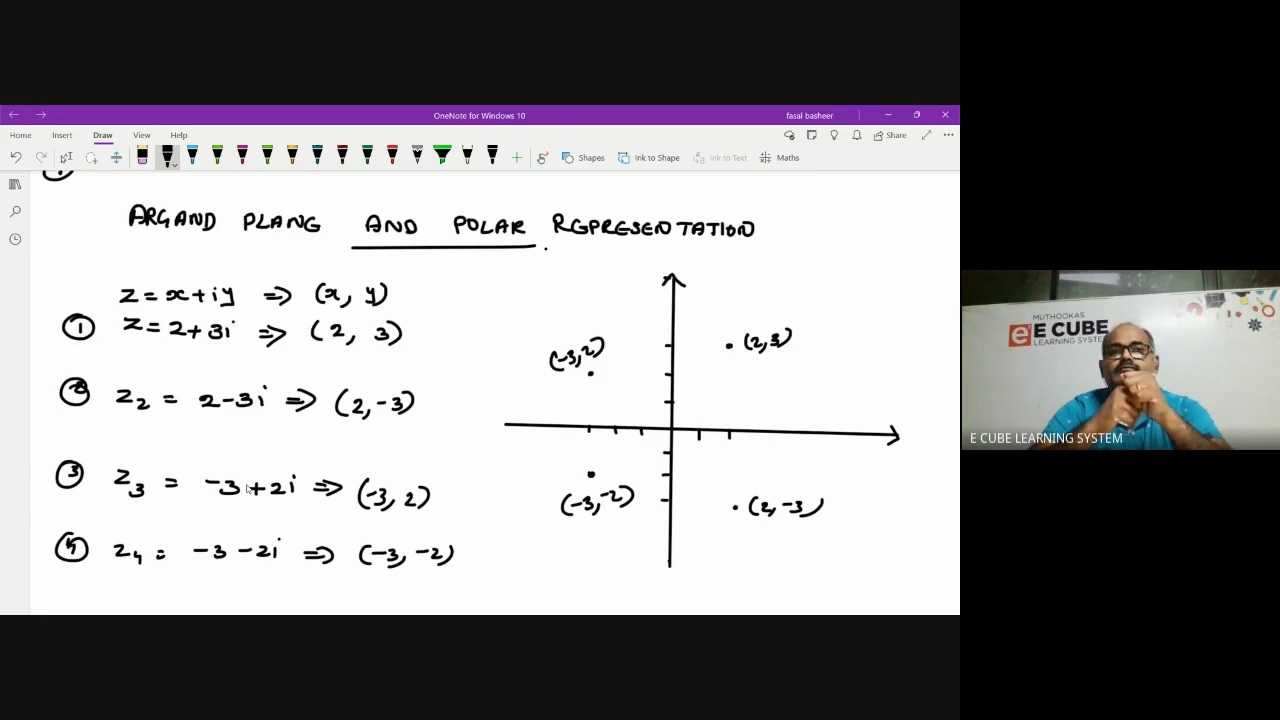 OneNote for Windows 10
fasal basheer
Home Insert Draw View Help
Share
Shapes Ink to Shape Ink to Text Maths
ARGAND PLANG AND POLAR REPRESENTATION
z = x+iy ⇒ (x, y)
① z = 2+3i ⇒ (2, 3)
② z₂ = 2-3i ⇒ (2,-3)
③ z₃ = -3+2i ⇒ (-3, 2)
④ z₄ = -3-2i ⇒ (-3, -2)
(-3,2)
(2,3)
(-3,-2)
(2,-3)
MUTHOOKAS
e E CUBE
LEARNING SYSTEM
E CUBE LEARNING SYSTEM